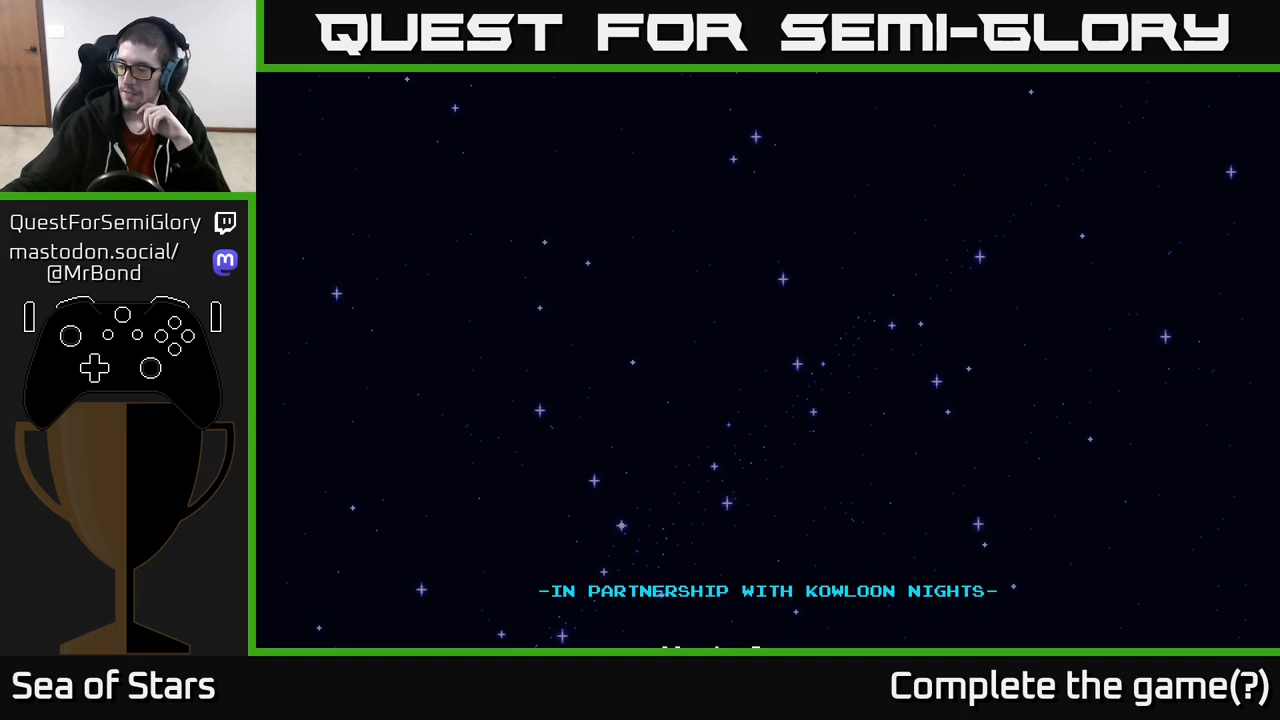 QUEST FOR SEMI-GLORY
QuestForSemiGlory
mastodon.social/
@MrBond
-IN PARTNERSHIP WITH KOWLOON NIGHTS-
Sea of Stars
Complete the game(?)